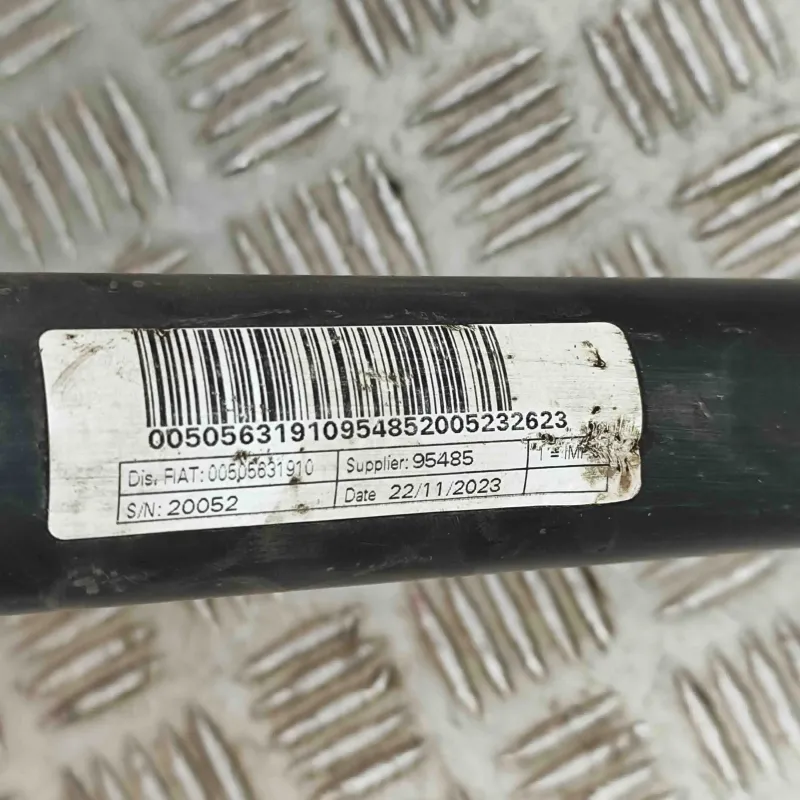 00505631910954852005232623
Dis. FIAT: 00505631910 Supplier: 95485
S/N: 20052 Date 22/11/2023